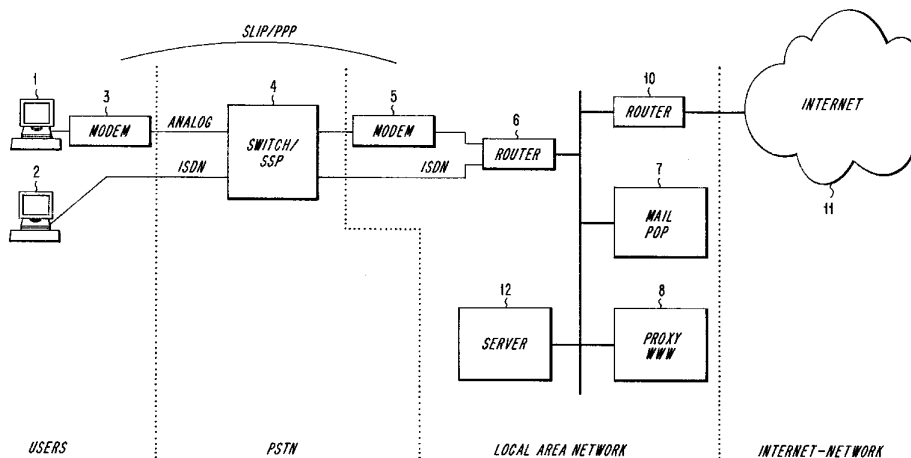 SLIP/PPP
1
3
MODEM
ANALOG
4
SWITCH/
SSP
5
MODEM
6
ROUTER
10
ROUTER
INTERNET
11
2
ISDN
ISDN
7
MAIL
POP
12
SERVER
8
PROXY
WWW
USERS
PSTN
LOCAL AREA NETWORK
INTERNET-NETWORK